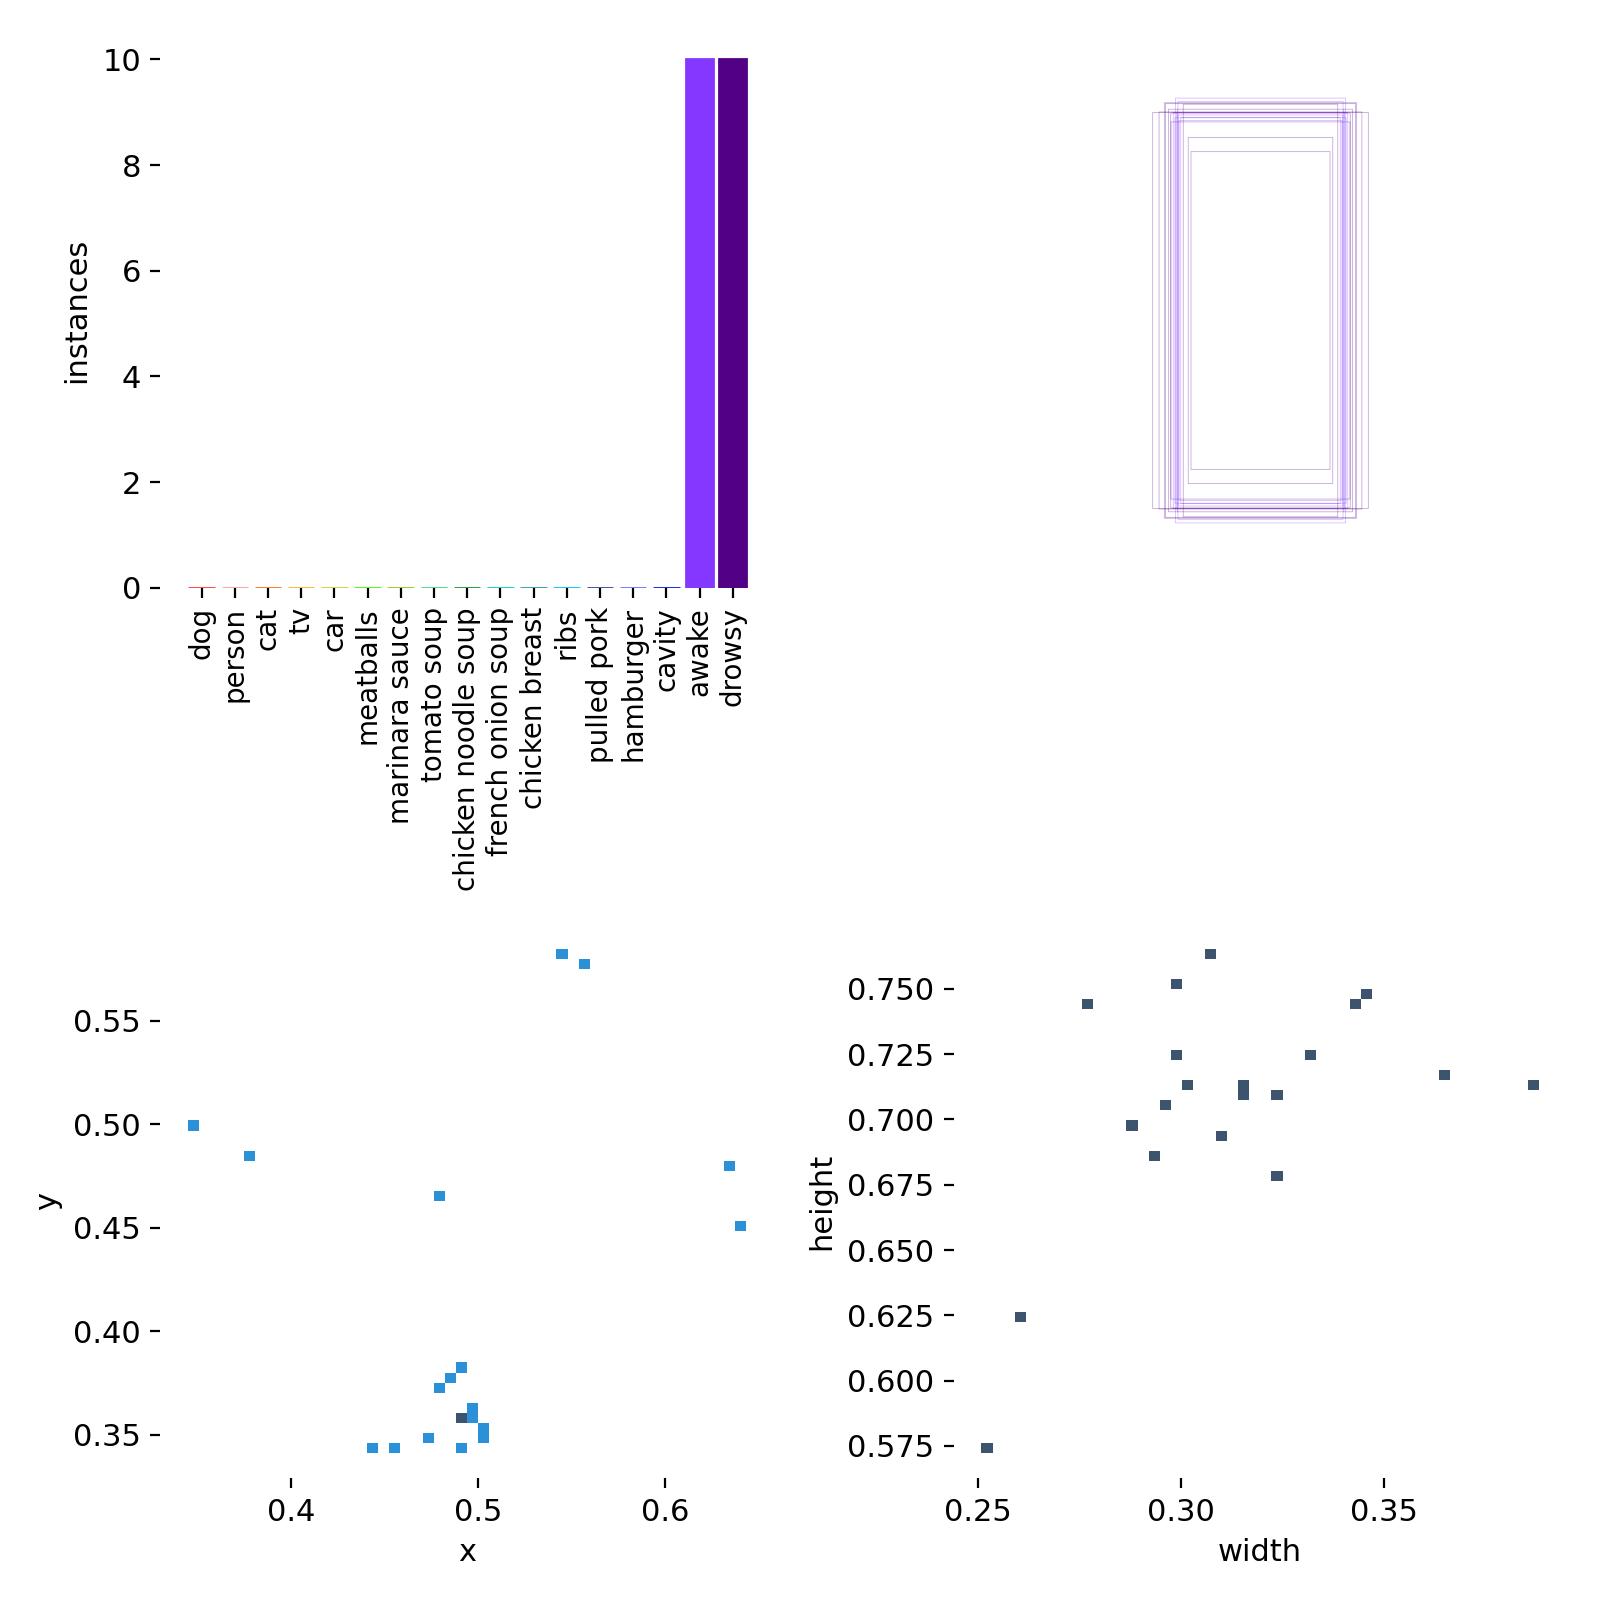 10
8
6
4
2
0
instances
dog
person
cat
tv
car
meatballs
marinara sauce
tomato soup
chicken noodle soup
french onion soup
chicken breast
ribs
pulled pork
hamburger
cavity
awake
drowsy
0.55
0.50
0.45
0.40
0.35
y
0.4 0.5 0.6
x
0.750
0.725
0.700
0.675
0.650
0.625
0.600
0.575
height
0.25 0.30 0.35
width